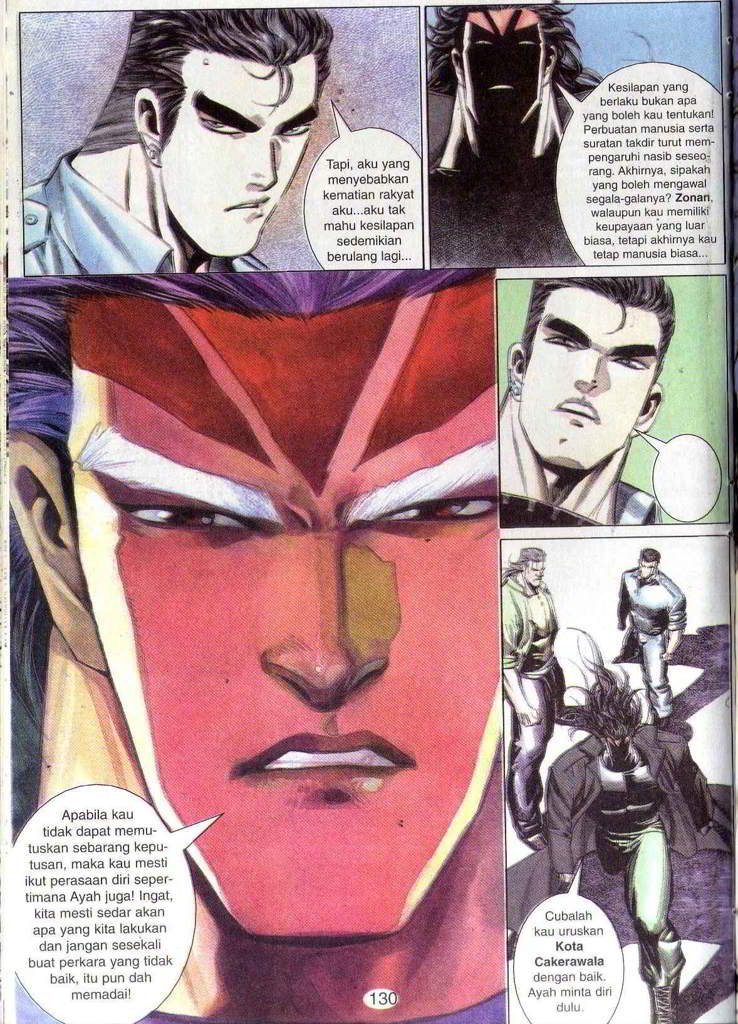 Tapi, aku yang
menyebabkan
kematian rakyat
aku...aku tak
mahu kesilapan
sedemikian
berulang lagi...
Kesilapan yang
berlaku bukan apa
yang boleh kau tentukan!
Perbuatan manusia serta
suratan takdir turut mem-
pengaruhi nasib seseo-
rang. Akhirnya, sipakah
yang boleh mengawal
segala-galanya? Zonan,
walaupun kau memiliki
keupayaan yang luar
biasa, tetapi akhirnya kau
tetap manusia biasa...
Apabila kau
tidak dapat memu-
tuskan sebarang kepu-
tusan, maka kau mesti
ikut perasaan diri seper-
timana Ayah juga! Ingat,
kita mesti sedar akan
apa yang kita lakukan
dan jangan sesekali
buat perkara yang tidak
baik, itu pun dah
memadai!
Cubalah
kau uruskan
Kota
Cakerawala
dengan baik.
Ayah minta diri
dulu.
130